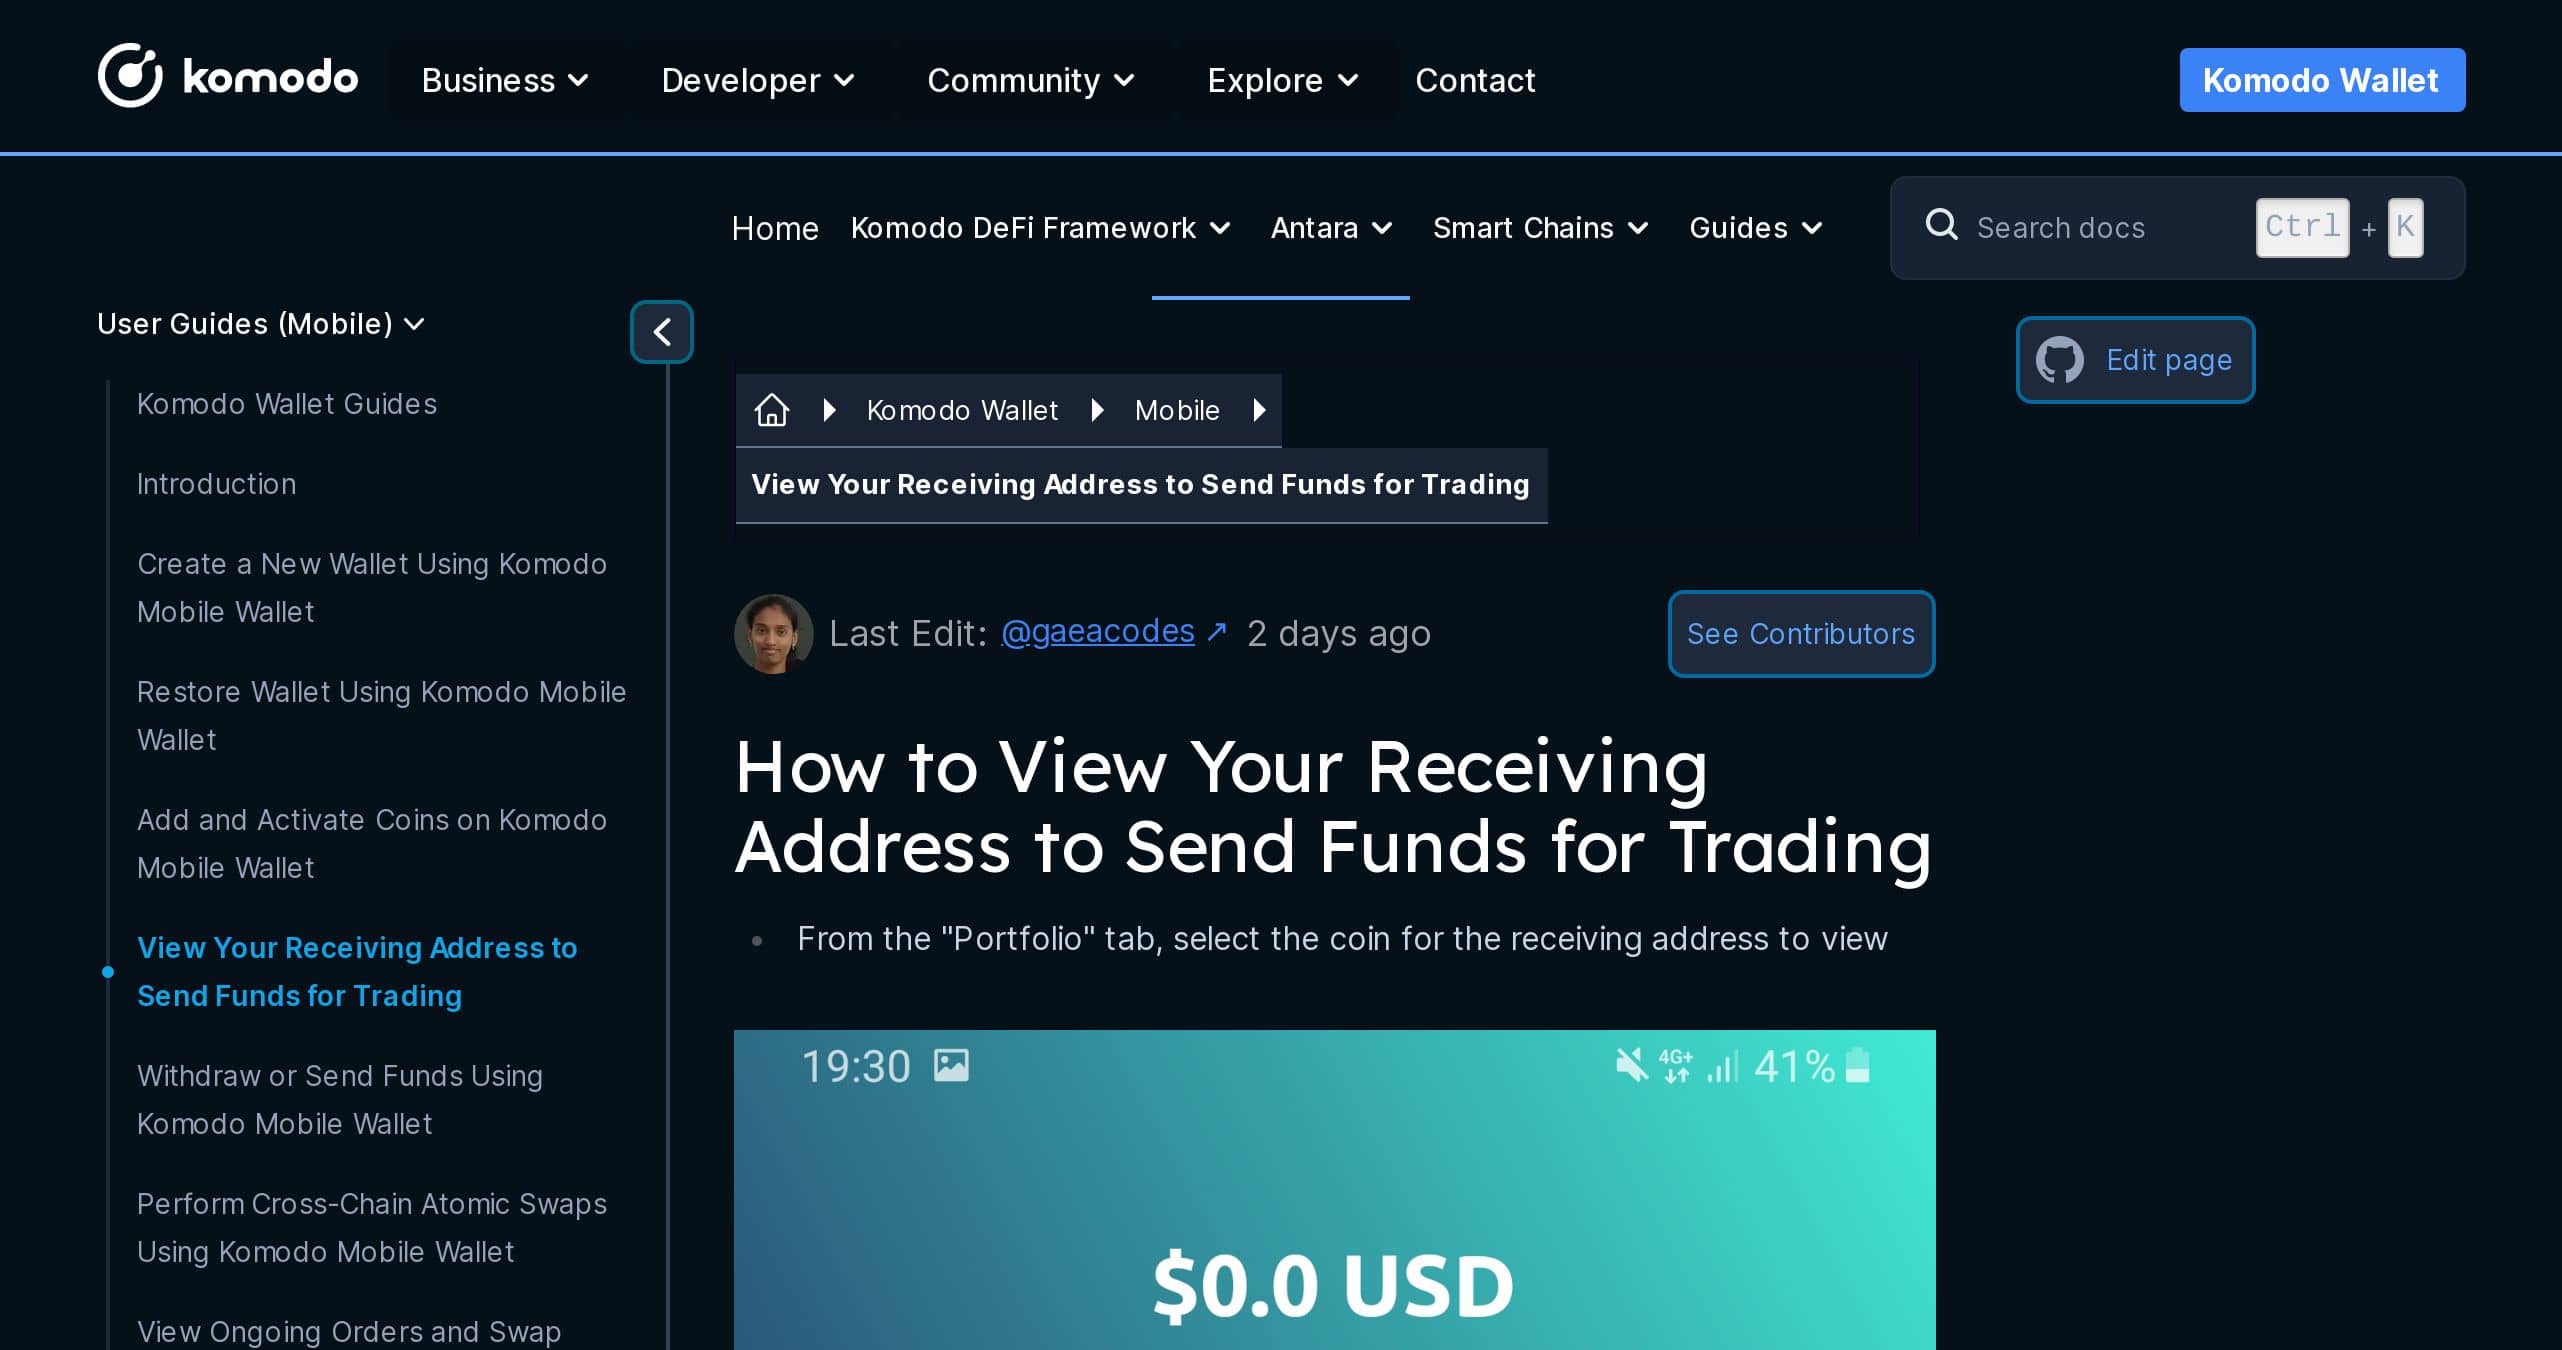 komodo
Business
Developer
Community
Explore
Contact
Komodo Wallet
Home
Komodo DeFi Framework
Antara
Smart Chains
Guides
Search docs
Ctrl + K
User Guides (Mobile)
Komodo Wallet Guides
Introduction
Create a New Wallet Using Komodo
Mobile Wallet
Restore Wallet Using Komodo Mobile
Wallet
Add and Activate Coins on Komodo
Mobile Wallet
View Your Receiving Address to
Send Funds for Trading
Withdraw or Send Funds Using
Komodo Mobile Wallet
Perform Cross-Chain Atomic Swaps
Using Komodo Mobile Wallet
View Ongoing Orders and Swap
Komodo Wallet
Mobile
View Your Receiving Address to Send Funds for Trading
Edit page
Last Edit: @gaeacodes ↗ 2 days ago
See Contributors
How to View Your Receiving
Address to Send Funds for Trading
• From the "Portfolio" tab, select the coin for the receiving address to view
19:30
4G+
41%
$0.0 USD